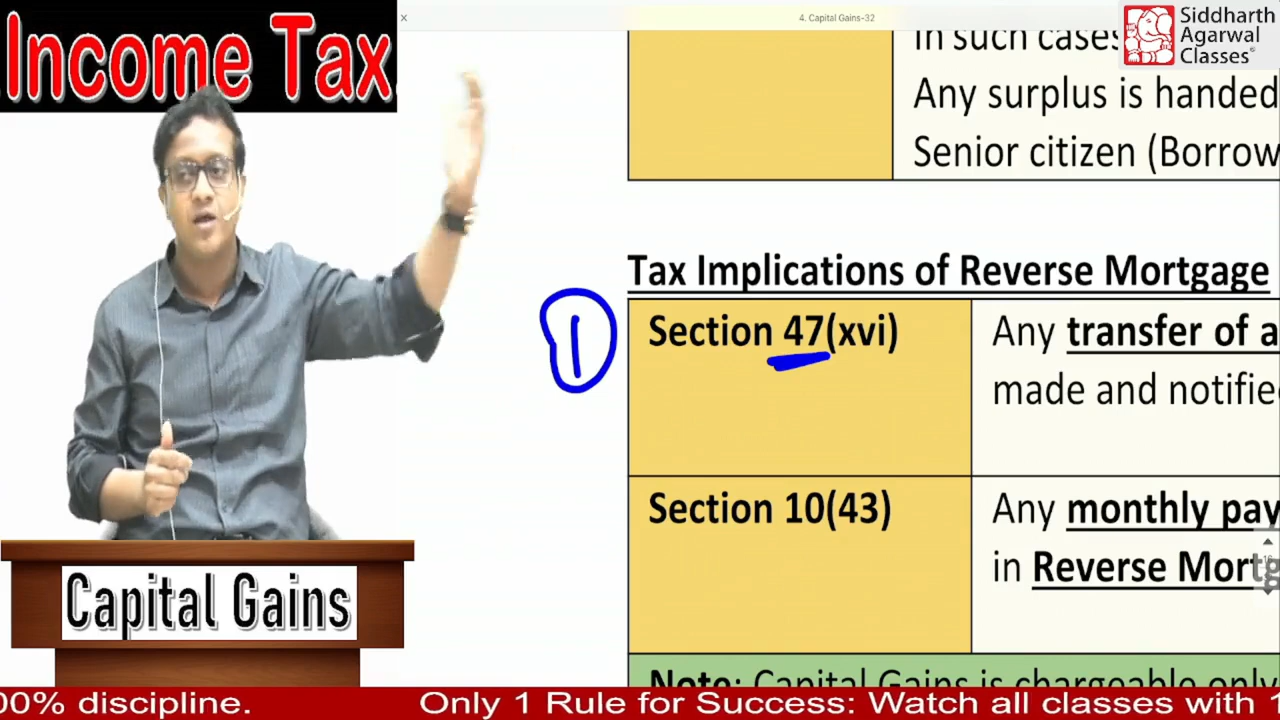 Income Tax
×
4. Capital Gains-32
Siddharth
Agarwal
Classes
In such cases
Any surplus is handed
Senior citizen (Borrow
Tax Implications of Reverse Mortgage
1
Section 47(xvi)
Any transfer of a
made and notifie
Section 10(43)
Any monthly pay
in Reverse Mort
Note: Capital Gains is chargeable only
Capital Gains
00% discipline.
Only 1 Rule for Success: Watch all classes with 1